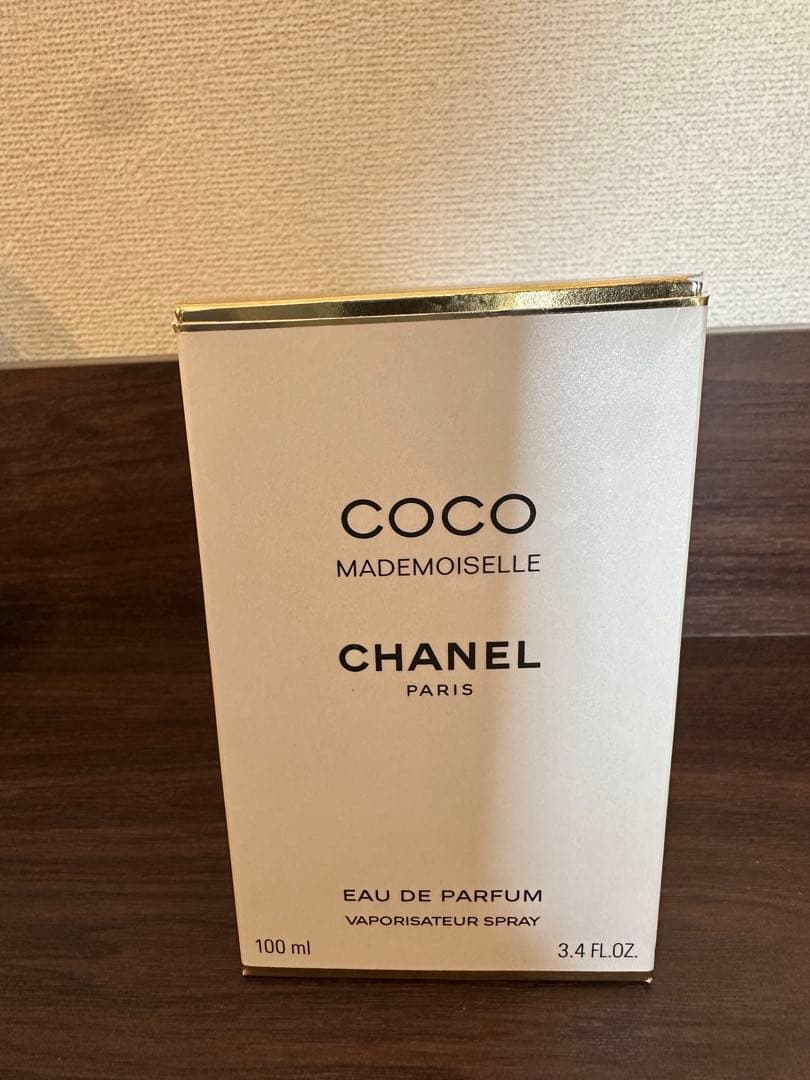 COCO
MADEMOISELLE
CHANEL
PARIS
EAU DE PARFUM
VAPORISATEUR SPRAY
100 ml
3.4 FL.OZ.